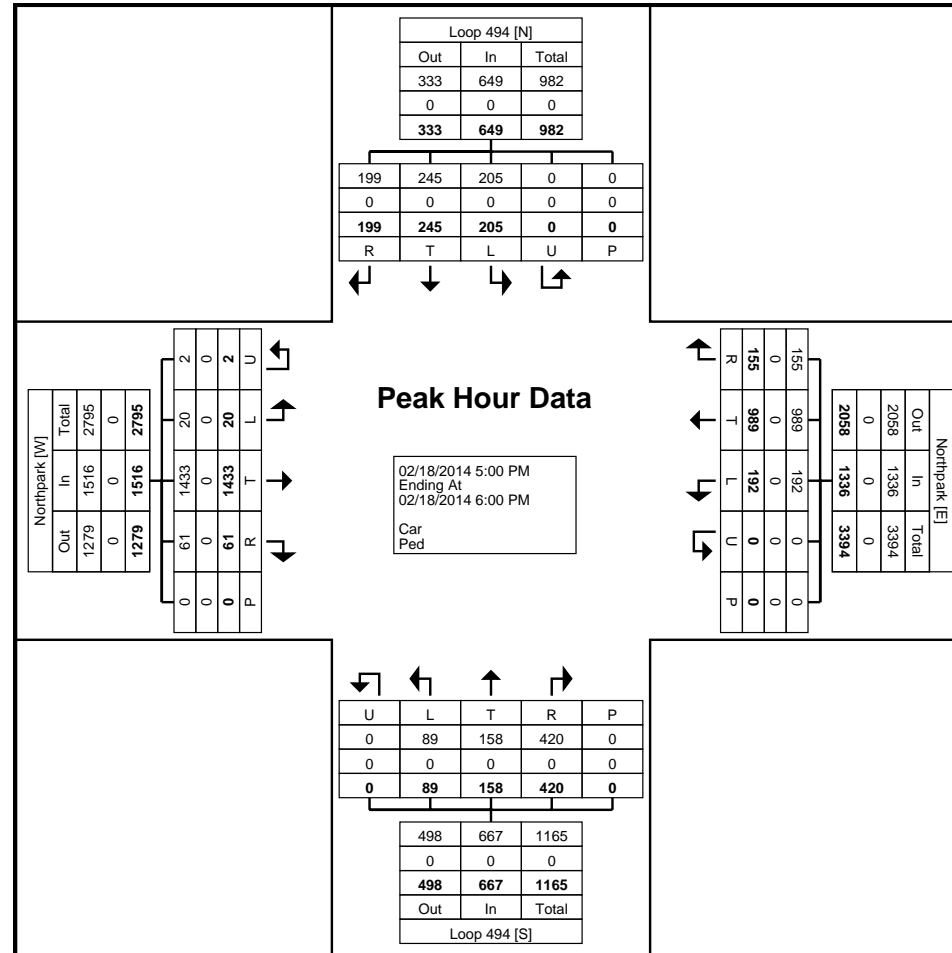 Loop 494 [N]
Out In Total
333 649 982
0 0 0
333 649 982
199 245 205 0 0
0 0 0 0 0
199 245 205 0 0
R T L U P
Northpark [W]
Total In Out
2795 1516 1279
0 0 0
2795 1516 1279
2 20 1433 61 0
0 0 0 0 0
2 20 1433 61 0
U L T R P
Peak Hour Data
02/18/2014 5:00 PM
Ending At
02/18/2014 6:00 PM
Car
Ped
Northpark [E]
Out In Total
2058 1336 3394
0 0 0
2058 1336 3394
155 989 192 0 0
0 0 0 0 0
155 989 192 0 0
R T L U P
U L T R P
0 89 158 420 0
0 0 0 0 0
0 89 158 420 0
498 667 1165
0 0 0
498 667 1165
Out In Total
Loop 494 [S]